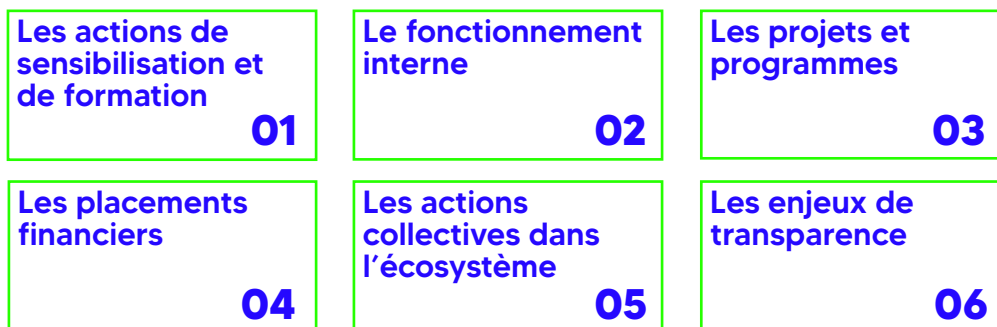 Les actions de
sensibilisation et
de formation
01
Le fonctionnement
interne
02
Les projets et
programmes
03
Les placements
financiers
04
Les actions
collectives dans
l’écosystème
05
Les enjeux de
transparence
06